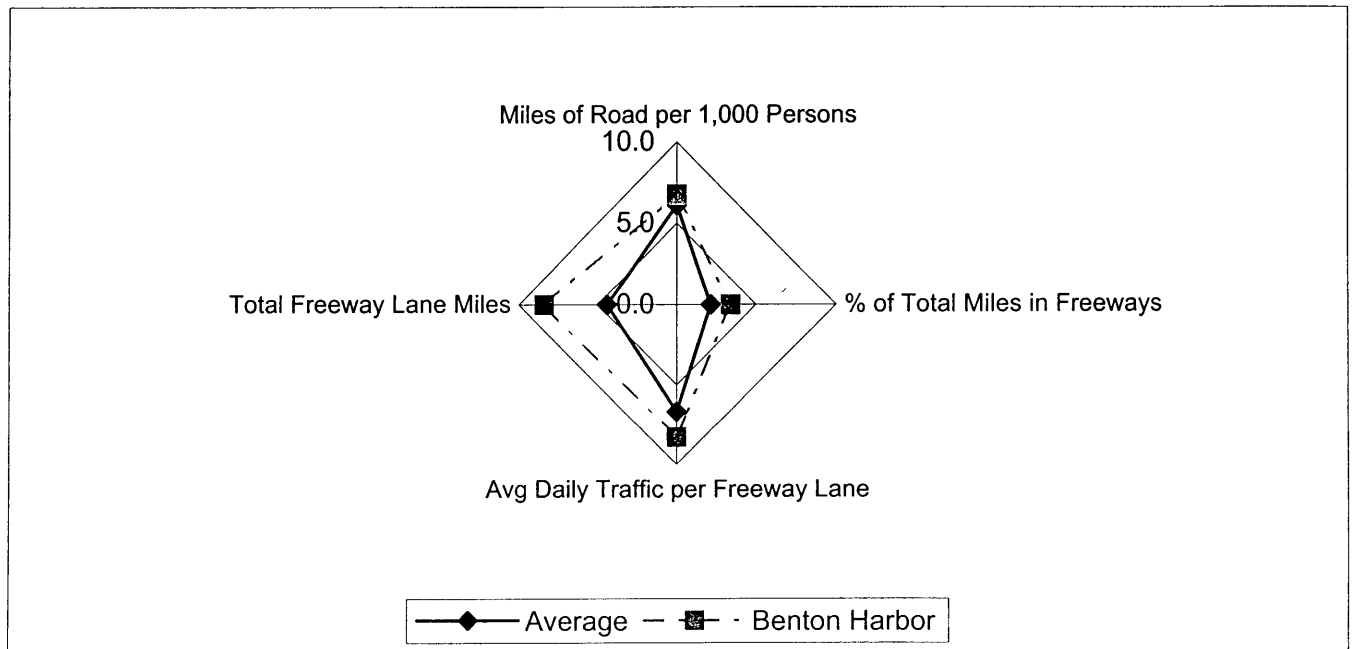 Miles of Road per 1,000 Persons
10.0
5.0
Total Freeway Lane Miles
0.0
% of Total Miles in Freeways
Avg Daily Traffic per Freeway Lane
Average
Benton Harbor